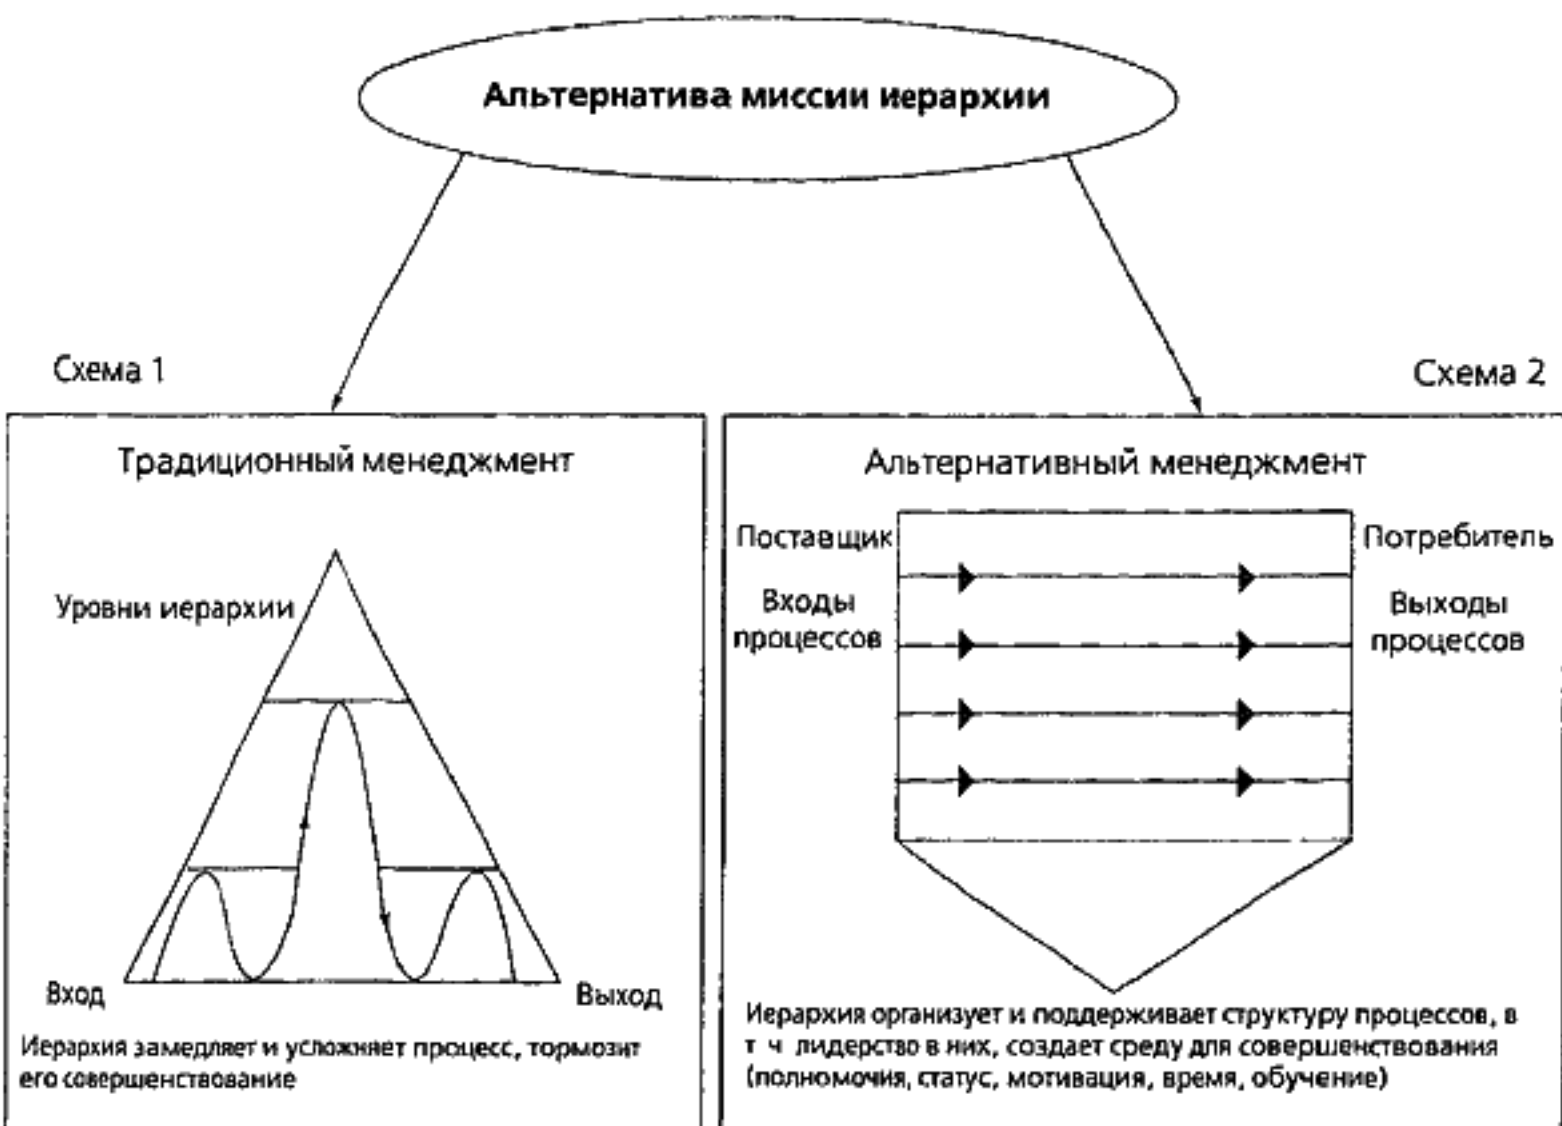 Альтернатива миссии иерархии
Схема 1
Традиционный менеджмент
Уровни иерархии
Вход
Выход
Иерархия замедляет и усложняет процесс, тормозит
его совершенствование
Схема 2
Альтернативный менеджмент
Поставщик
Входы
процессов
Потребитель
Выходы
процессов
Иерархия организует и поддерживает структуру процессов, в
т ч лидерство в них, создает среду для совершенствования
(полномочия, статус, мотивация, время, обучение)